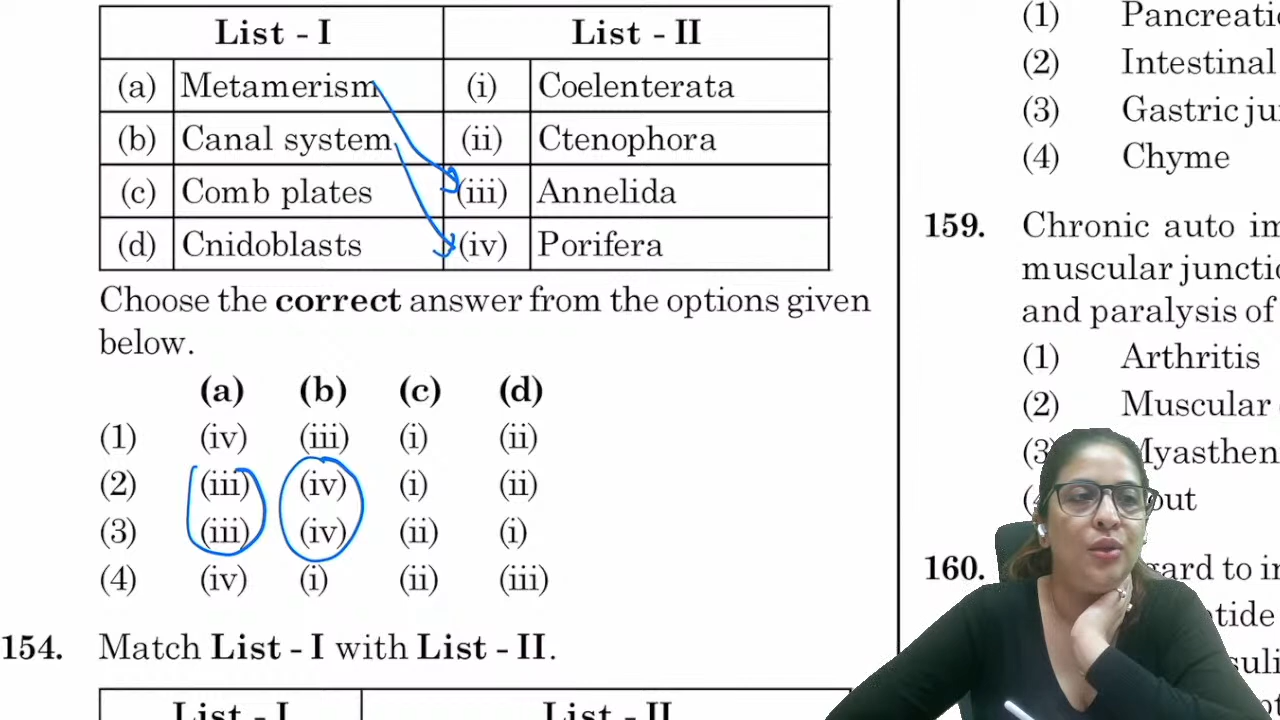 List - I List - II
(a) Metamerism (i) Coelenterata
(b) Canal system (ii) Ctenophora
(c) Comb plates (iii) Annelida
(d) Cnidoblasts (iv) Porifera
Choose the correct answer from the options given
below.
(a) (b) (c) (d)
(1) (iv) (iii) (i) (ii)
(2) (iii) (iv) (i) (ii)
(3) (iii) (iv) (ii) (i)
(4) (iv) (i) (ii) (iii)
154. Match List - I with List - II.
List - I List - II
(1)
(2) Intestinal
(3) Gastric
(4) Chyme
159. Chronic auto
muscular
and paralysis of
(1) Arthritis
(2) Muscular
160.